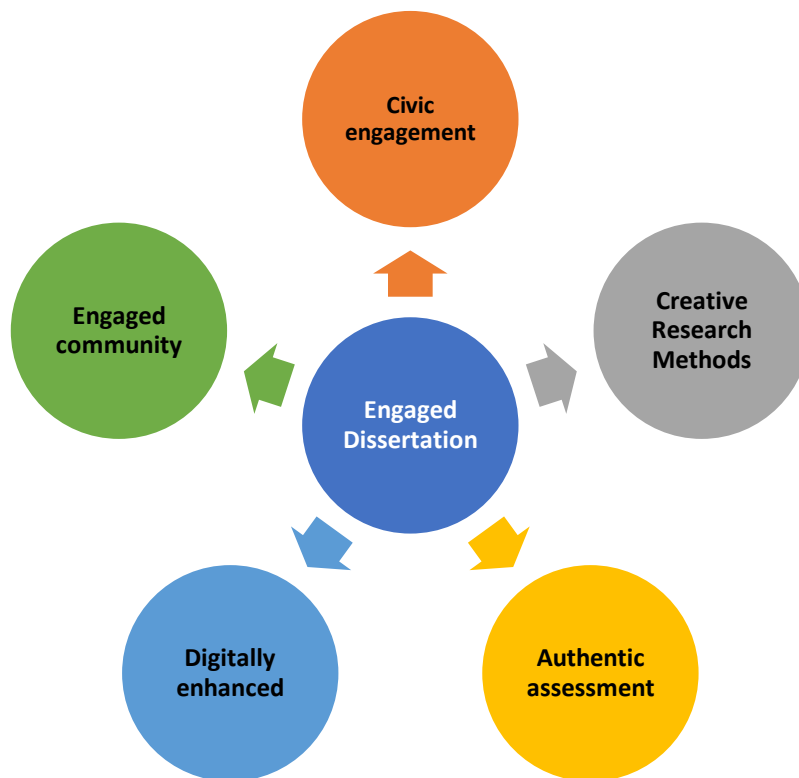 Civic
engagement
Engaged
community
Creative
Research
Methods
Engaged
Dissertation
Digitally
enhanced
Authentic
assessment